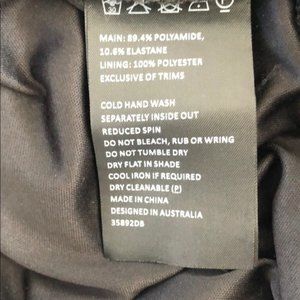 MAIN: 89.4% POLYAMIDE,
10.6% ELASTANE
LINING: 100% POLYESTER
EXCLUSIVE OF TRIMS
COLD HAND WASH
SEPARATELY INSIDE OUT
REDUCED SPIN
DO NOT BLEACH, RUB OR WRING
DO NOT TUMBLE DRY
DRY FLAT IN SHADE
COOL IRON IF REQUIRED
DRY CLEANABLE (P)
MADE IN CHINA
DESIGNED IN AUSTRALIA
35892DB